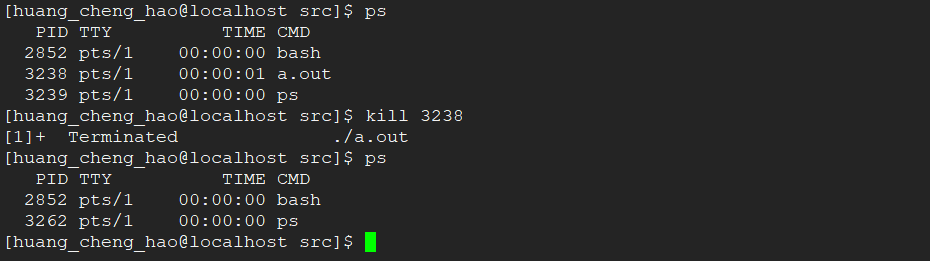 [huang_cheng_hao@localhost src]$ ps
   PID TTY          TIME CMD
  2852 pts/1    00:00:00 bash
  3238 pts/1    00:00:01 a.out
  3239 pts/1    00:00:00 ps
[huang_cheng_hao@localhost src]$ kill 3238
[1]+  Terminated              ./a.out
[huang_cheng_hao@localhost src]$ ps
   PID TTY          TIME CMD
  2852 pts/1    00:00:00 bash
  3262 pts/1    00:00:00 ps
[huang_cheng_hao@localhost src]$